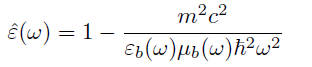 ε̂(ω) = 1 − m²c² / (ε_b(ω)μ_b(ω)ħ²ω²)